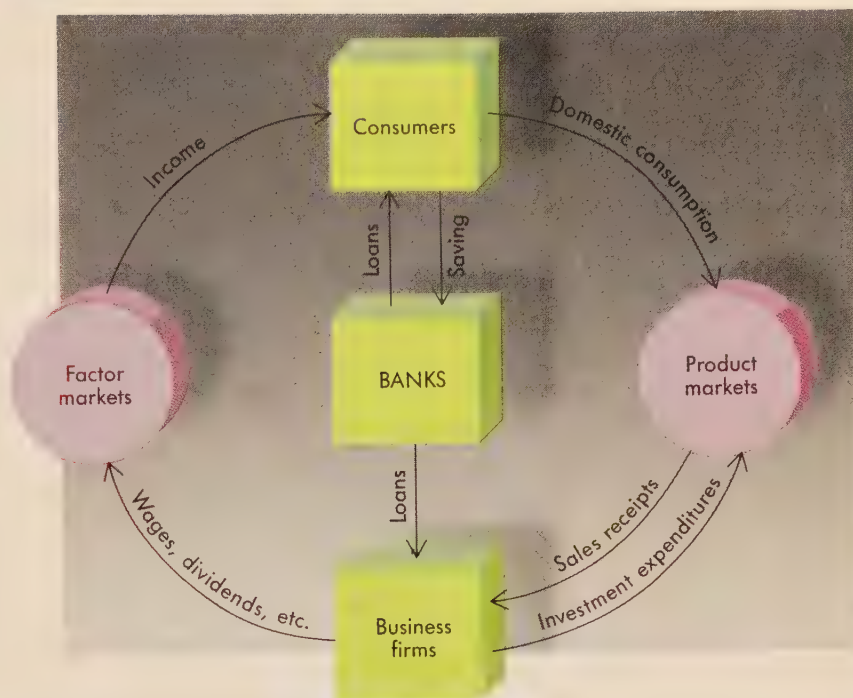 Consumers
Domestic consumption
Income
Loans
Saving
Factor
markets
BANKS
Product
markets
Loans
Wages, dividends, etc.
Sales receipts
Investment expenditures
Business
firms